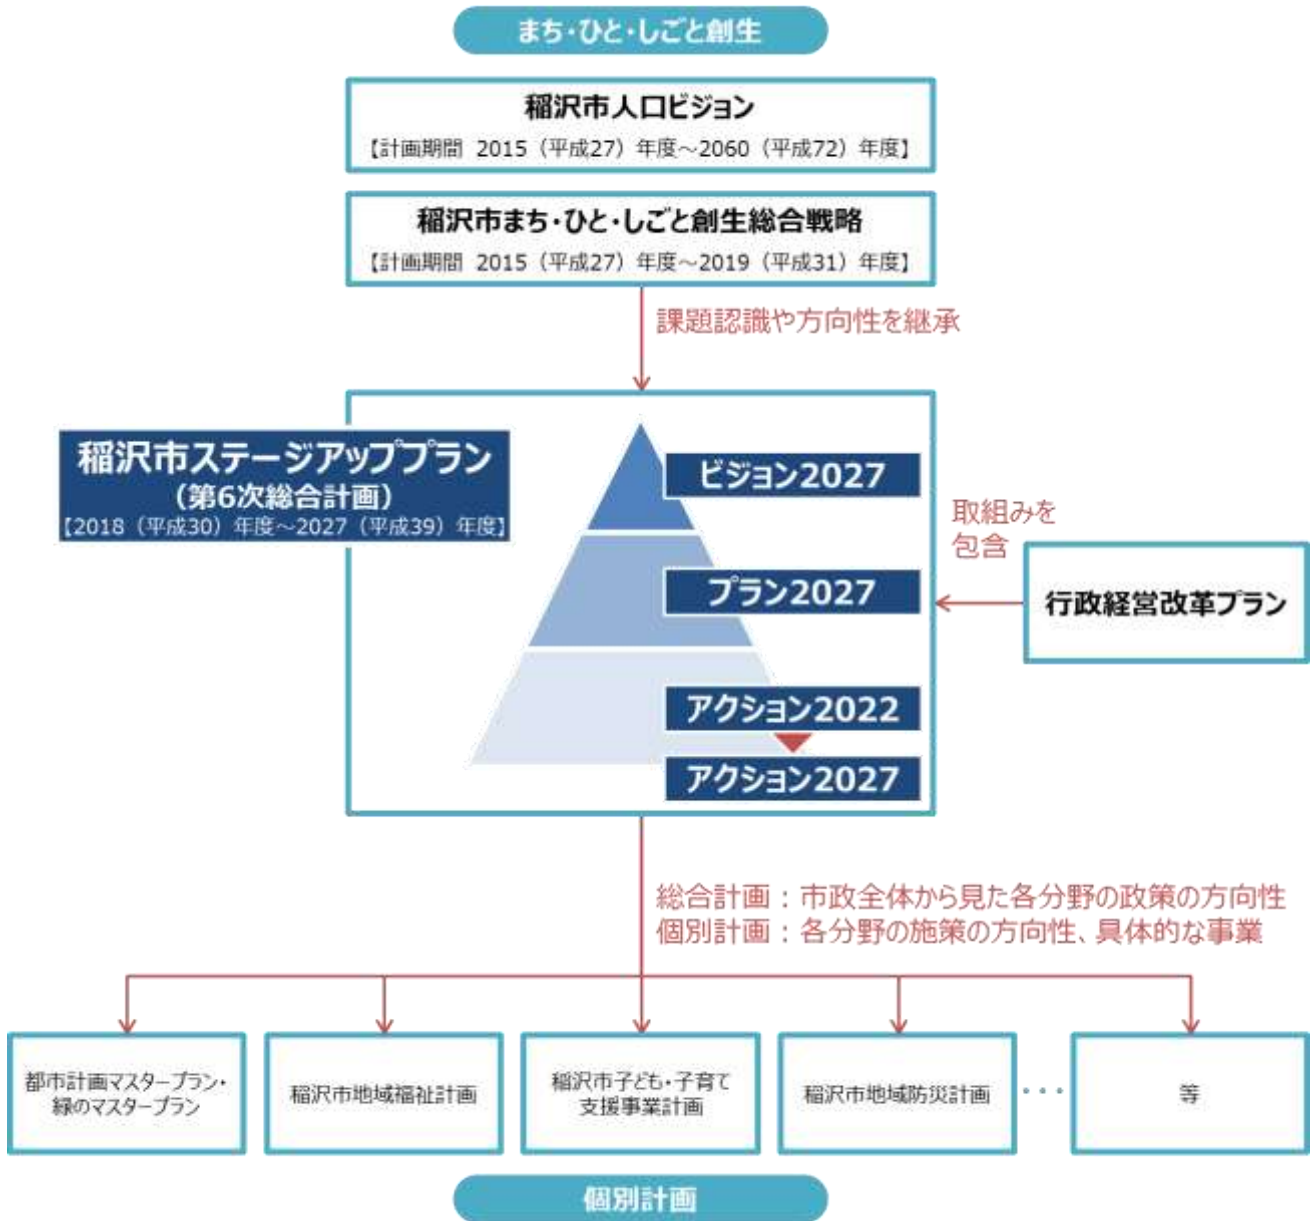 まち・ひと・しごと創生
稲沢市人口ビジョン
【計画期間 2015（平成27）年度～2060（平成72）年度】
稲沢市まち・ひと・しごと創生総合戦略
【計画期間 2015（平成27）年度～2019（平成31）年度】
課題認識や方向性を継承
稲沢市ステージアッププラン
（第6次総合計画）
【2018（平成30）年度～2027（平成39）年度】
ビジョン2027
プラン2027
アクション2022
アクション2027
取組みを
包含
行政経営改革プラン
総合計画：市政全体から見た各分野の政策の方向性
個別計画：各分野の施策の方向性、具体的な事業
都市計画マスタープラン・
緑のマスタープラン
稲沢市地域福祉計画
稲沢市子ども・子育て
支援事業計画
稲沢市地域防災計画
・・・
等
個別計画